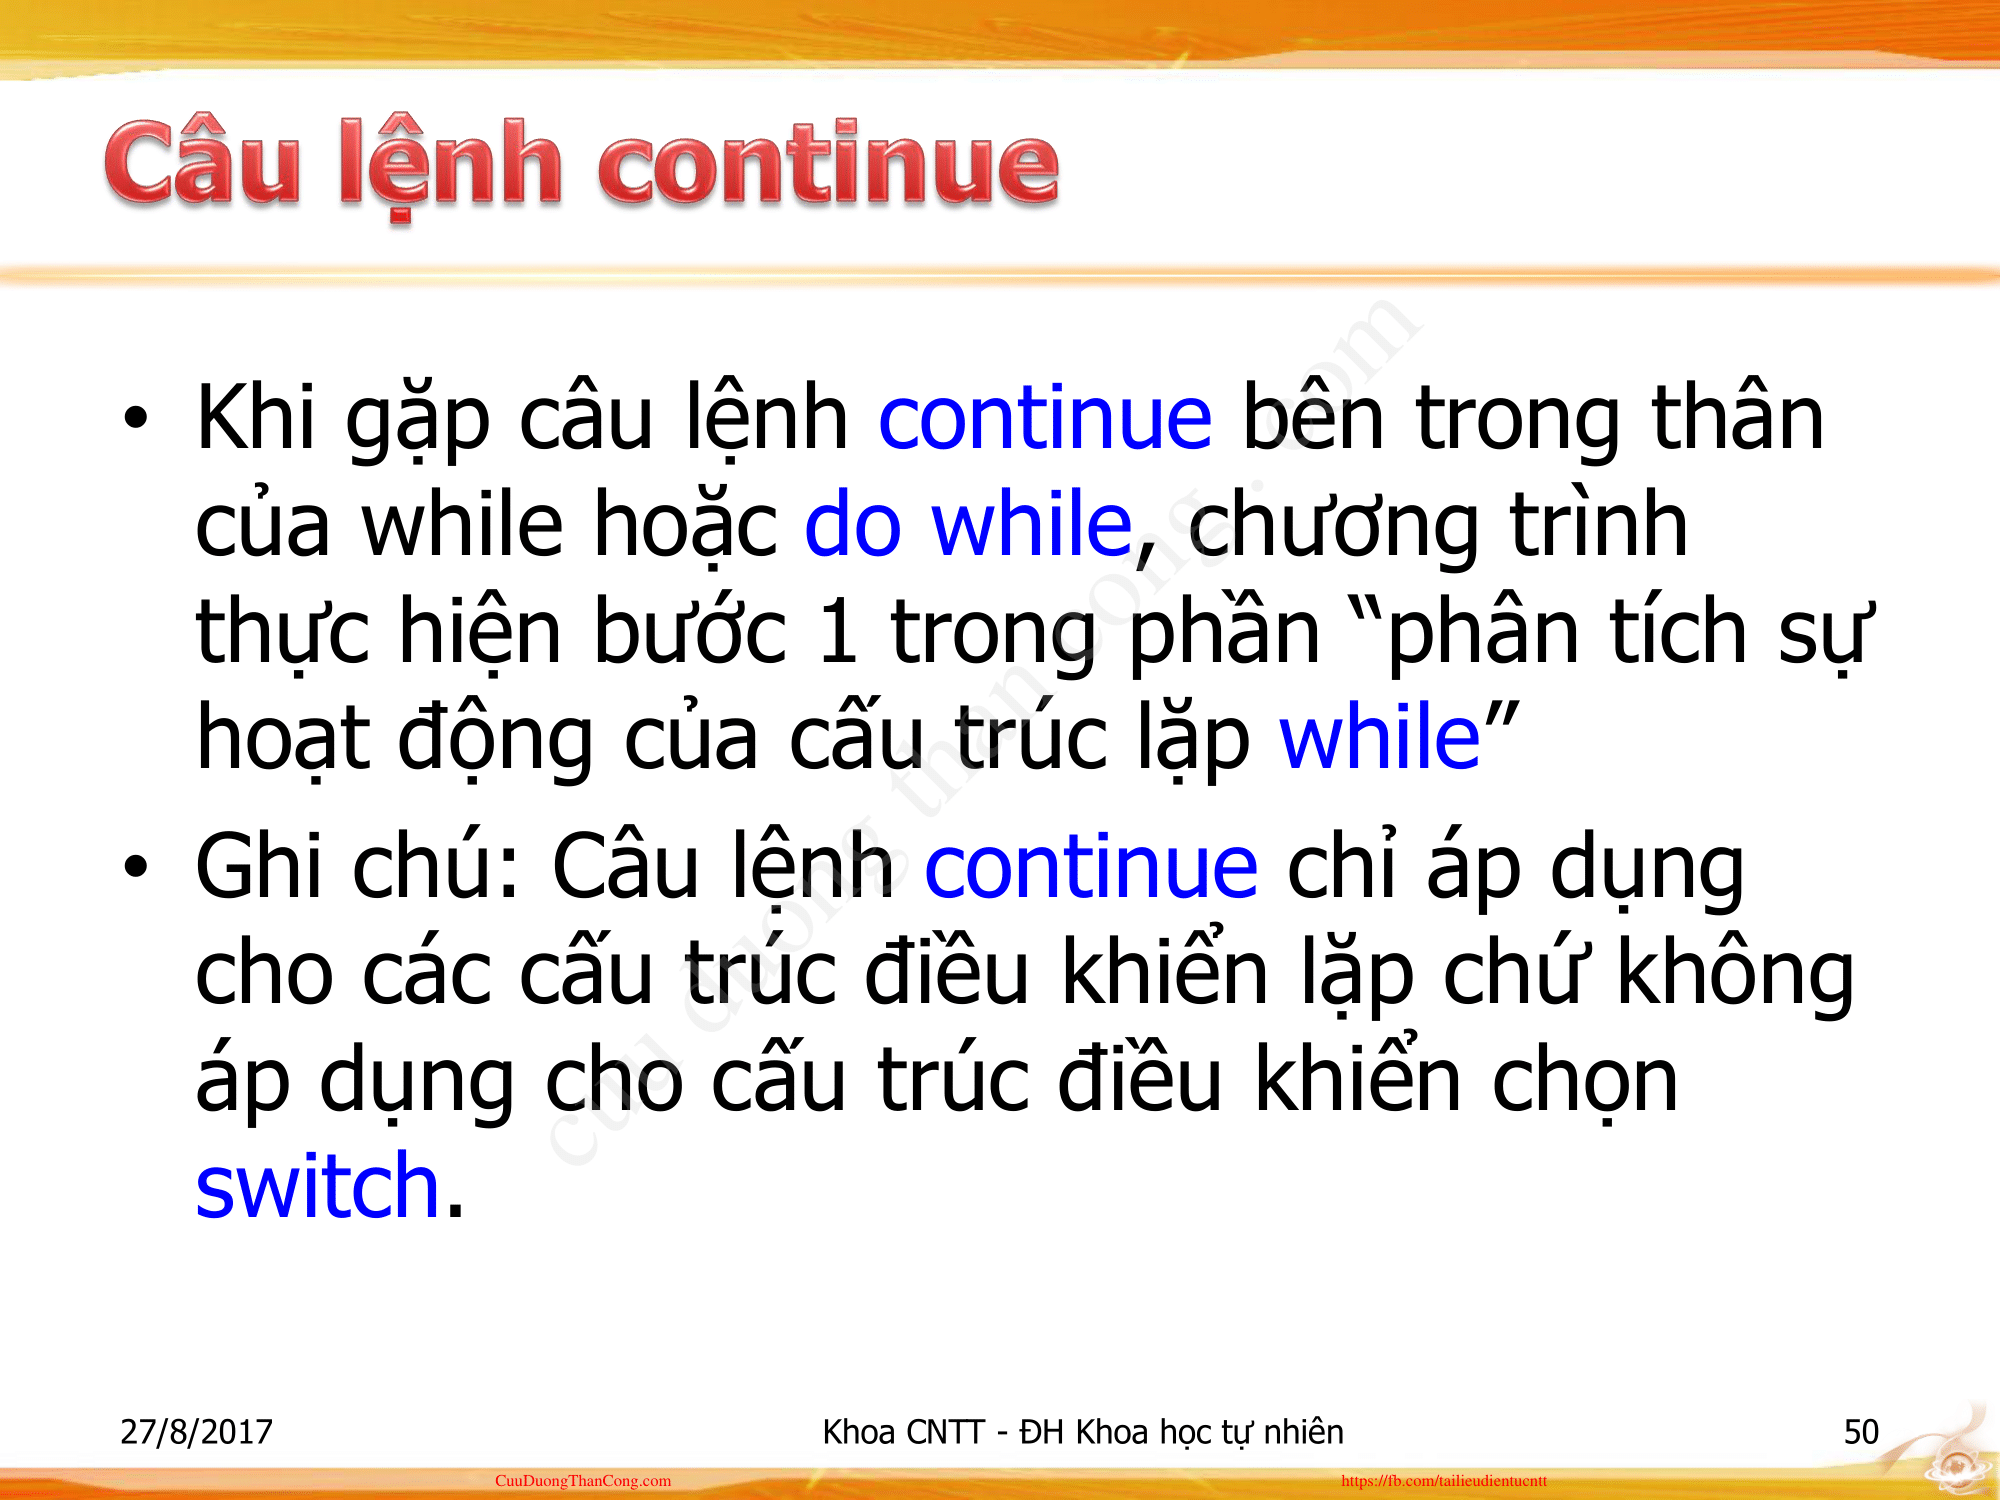 Câu lệnh continue
• Khi gặp câu lệnh continue bên trong thân
của while hoặc do while, chương trình
thực hiện bước 1 trong phần “phân tích sự
hoạt động của cấu trúc lặp while”
• Ghi chú: Câu lệnh continue chỉ áp dụng
cho các cấu trúc điều khiển lặp chứ không
áp dụng cho cấu trúc điều khiển chọn
switch.
cuu duong than cong . com
27/8/2017 Khoa CNTT - ĐH Khoa học tự nhiên 50
CuuDuongThanCong.com https://fb.com/tailieudientucntt